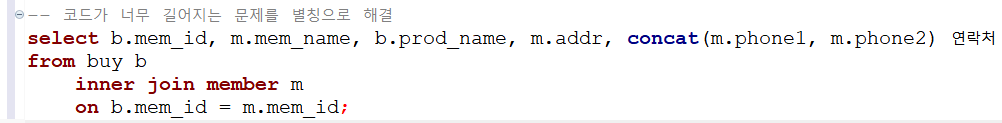 -- 코드가 너무 길어지는 문제를 별칭으로 해결
select b.mem_id, m.mem_name, b.prod_name, m.addr, concat(m.phone1, m.phone2) 연락처
from buy b
    inner join member m
    on b.mem_id = m.mem_id;